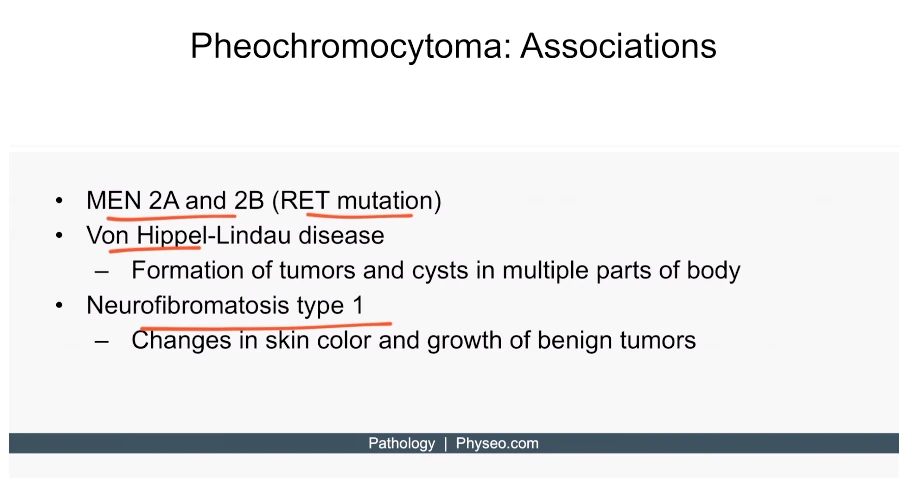 Pheochromocytoma: Associations
• MEN 2A and 2B (RET mutation)
• Von Hippel-Lindau disease
– Formation of tumors and cysts in multiple parts of body
• Neurofibromatosis type 1
– Changes in skin color and growth of benign tumors
Pathology | Physeo.com